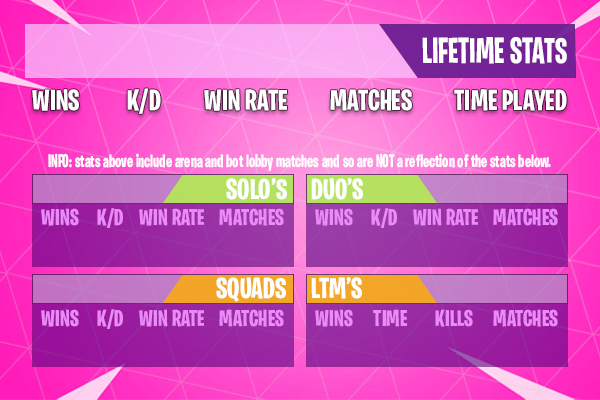 LIFETIME STATS
WINS K/D WIN RATE MATCHES TIME PLAYED
INFO: stats above include arena and bot lobby matches and so are NOT a reflection of the stats below.
SOLO'S
WINS K/D WIN RATE MATCHES
DUO'S
WINS K/D WIN RATE MATCHES
SQUADS
WINS K/D WIN RATE MATCHES
LTM'S
WINS TIME KILLS MATCHES